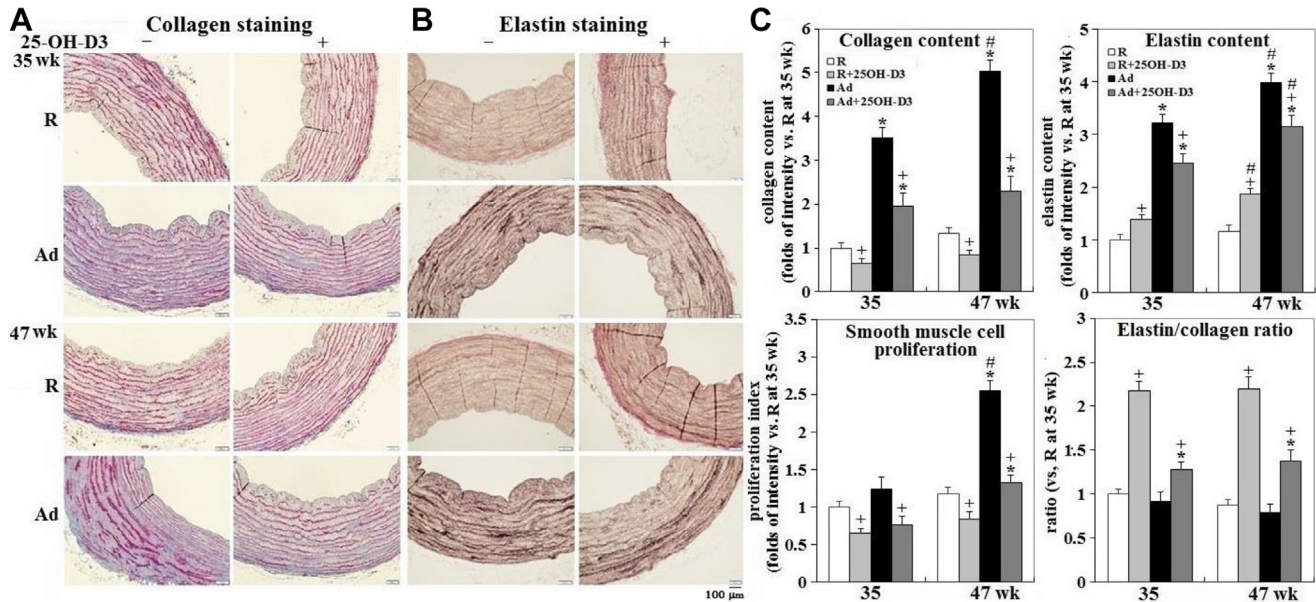 A
Collagen staining
25-OH-D3 − +
35 wk
R
Ad
47 wk
R
Ad
B
Elastin staining
− +
100 µm
C
Collagen content
R
R+25OH-D3
Ad
Ad+25OH-D3
collagen content
(folds of intensity vs. R at 35 wk)
6
5
4
3
2
1
0
+ * + * + # * + *
35 47 wk
Elastin content
R
R+25OH-D3
Ad
Ad+25OH-D3
elastin content
(folds of intensity vs. R at 35 wk)
5
4
3
2
1
0
+ * + * # + # * # + *
35 47 wk
Smooth muscle cell
proliferation
proliferation index
(folds of intensity vs. R at 35 wk)
3.5
3
2.5
2
1.5
1
0.5
0
+ + + # * + *
35 47 wk
Elastin/collagen ratio
ratio (vs, R at 35 wk)
3
2.5
2
1.5
1
0.5
0
+ + * + + *
35 47 wk